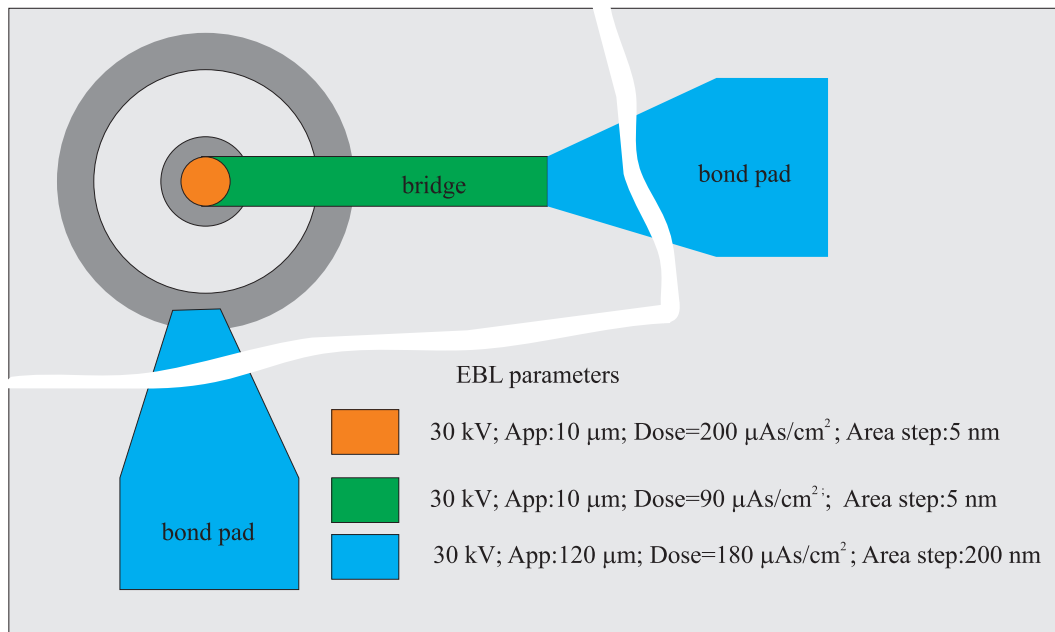 bond pad
bridge
EBL parameters
30 kV; App:10 μm; Dose=200 μAs/cm²; Area step:5 nm
30 kV; App:10 μm; Dose=90 μAs/cm²;; Area step:5 nm
bond pad
30 kV; App:120 μm; Dose=180 μAs/cm²; Area step:200 nm